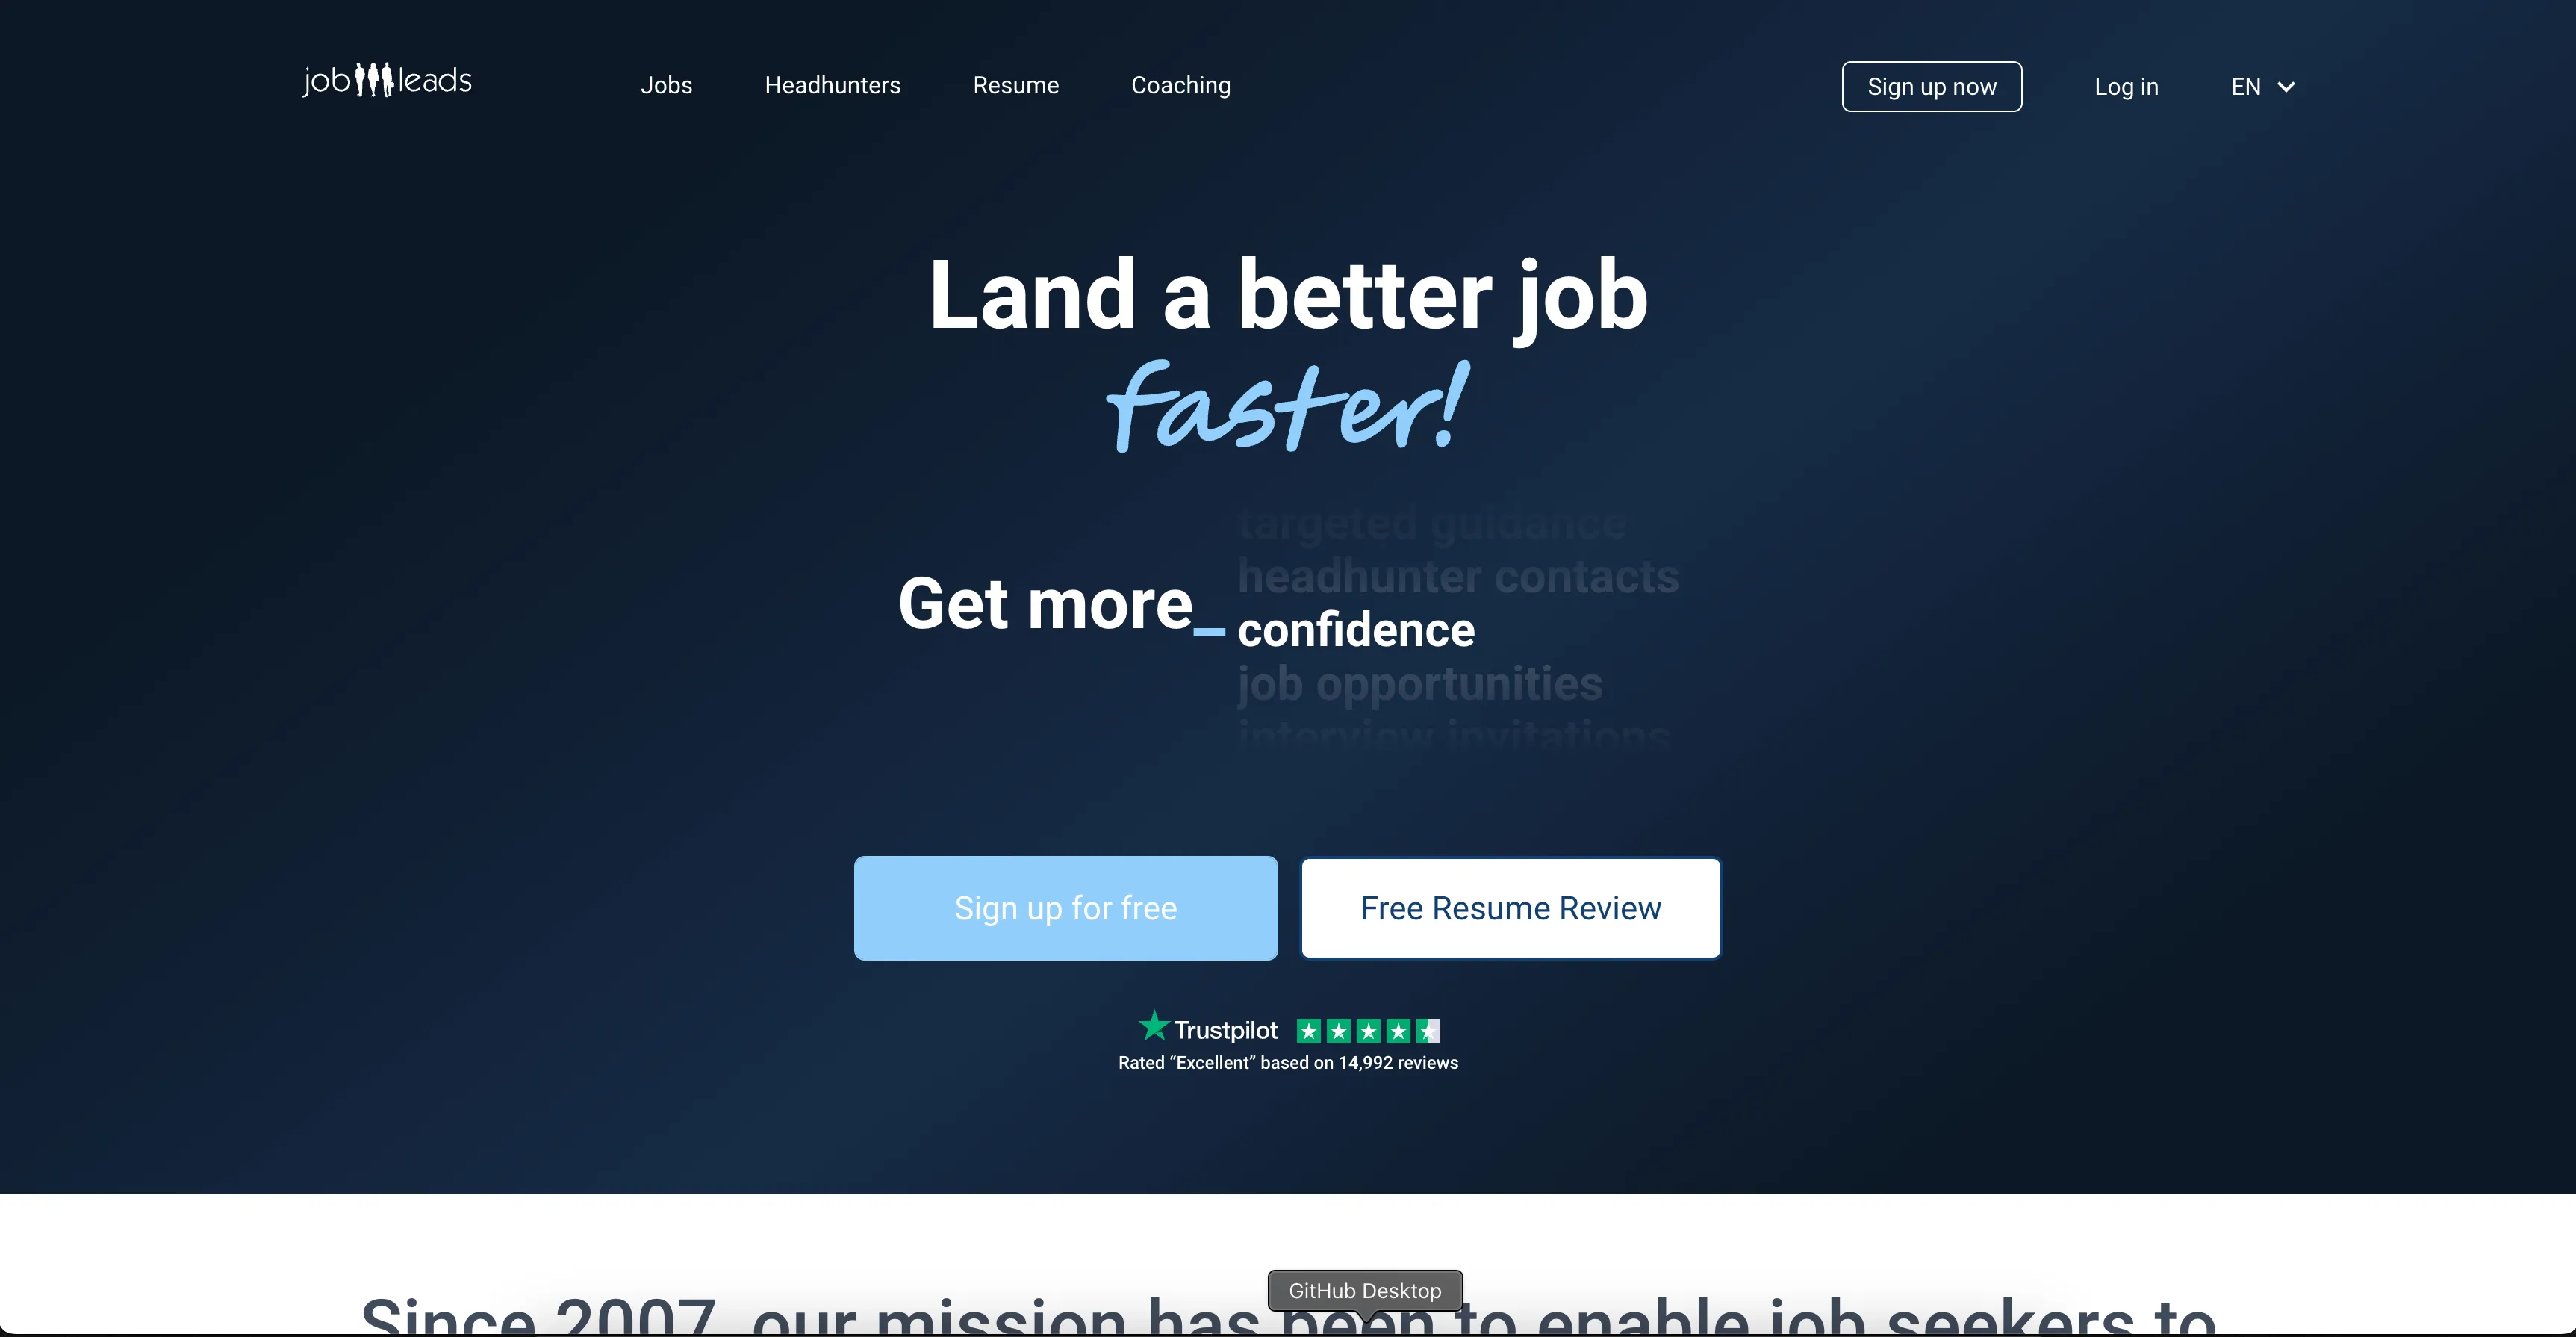 job leads
Jobs
Headhunters
Resume
Coaching
Sign up now
Log in
EN
Land a better job
faster!
targeted guidance
headhunter contacts
Get more_
confidence
job opportunities
interview invitations
Sign up for free
Free Resume Review
Trustpilot
Rated “Excellent” based on 14,992 reviews
GitHub Desktop
Since 2007, our mission has been to enable job seekers to